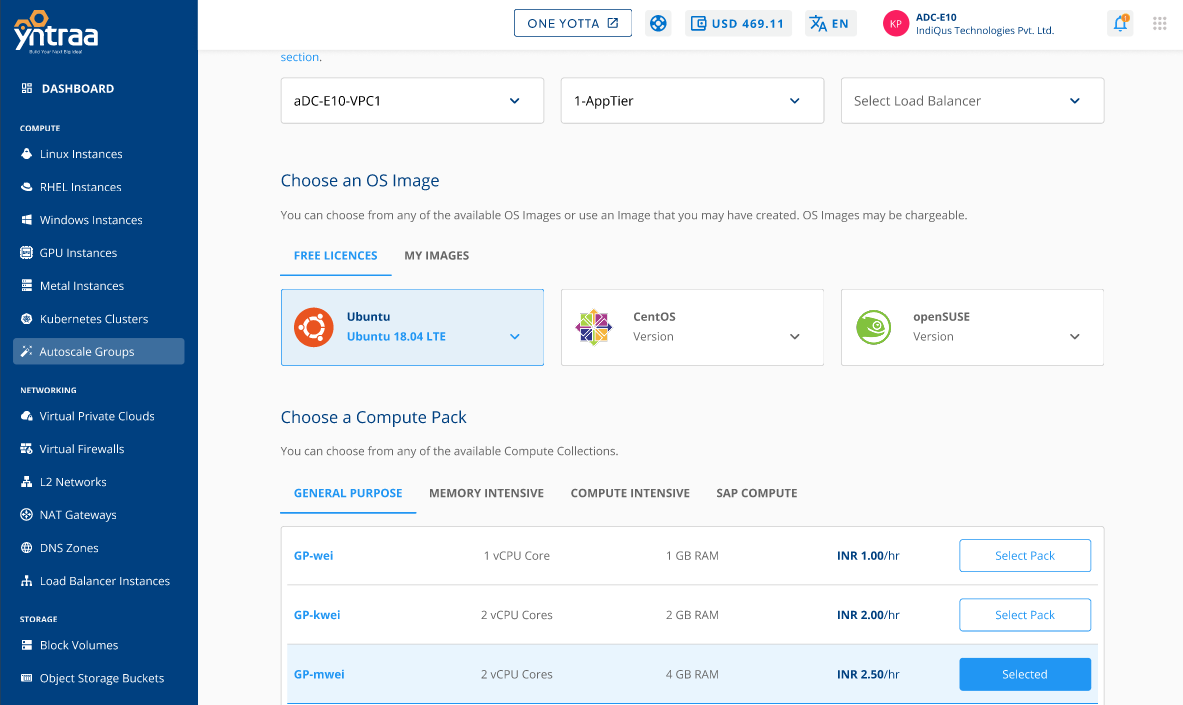 yntraa
Build Your Next Big Idea!
ONE YOTTA
USD 469.11
EN
KP
ADC-E10
IndiQus Technologies Pvt. Ltd.
DASHBOARD
COMPUTE
Linux Instances
RHEL Instances
Windows Instances
GPU Instances
Metal Instances
Kubernetes Clusters
Autoscale Groups
NETWORKING
Virtual Private Clouds
Virtual Firewalls
L2 Networks
NAT Gateways
DNS Zones
Load Balancer Instances
STORAGE
Block Volumes
Object Storage Buckets
section.
aDC-E10-VPC1
1-AppTier
Select Load Balancer
Choose an OS Image
You can choose from any of the available OS Images or use an Image that you may have created. OS Images may be chargeable.
FREE LICENCES
MY IMAGES
Ubuntu
Ubuntu 18.04 LTE
CentOS
Version
openSUSE
Version
Choose a Compute Pack
You can choose from any of the available Compute Collections.
GENERAL PURPOSE
MEMORY INTENSIVE
COMPUTE INTENSIVE
SAP COMPUTE
GP-wei 1 vCPU Core 1 GB RAM INR 1.00/hr Select Pack
GP-kwei 2 vCPU Cores 2 GB RAM INR 2.00/hr Select Pack
GP-mwei 2 vCPU Cores 4 GB RAM INR 2.50/hr Selected